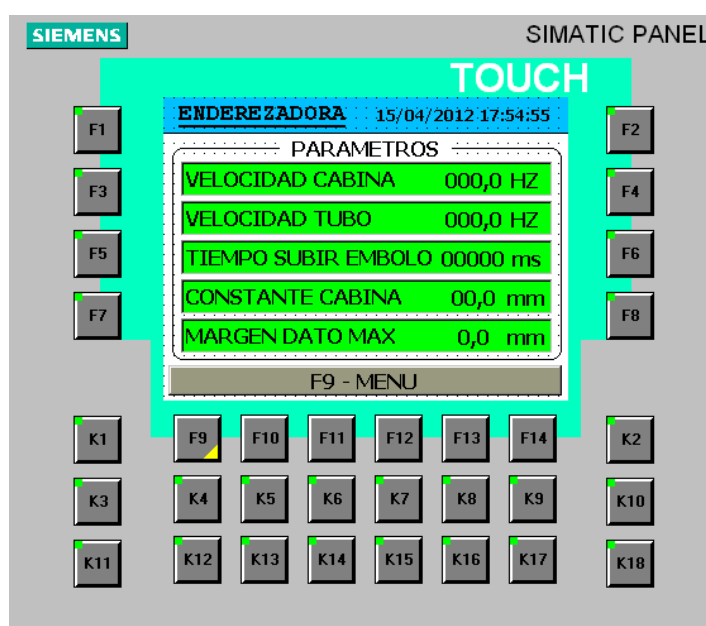 SIEMENS SIMATIC PANEL
TOUCH
ENDEREZADORA 15/04/2012 17:54:55
F1 F2
PARAMETROS
VELOCIDAD CABINA 000,0 HZ
F3 F4
VELOCIDAD TUBO 000,0 HZ
F5 TIEMPO SUBIR EMBOLO 00000 ms F6
CONSTANTE CABINA 00,0 mm
F7 F8
MARGEN DATO MAX 0,0 mm
F9 - MENU
K1 F9 F10 F11 F12 F13 F14 K2
K3 K4 K5 K6 K7 K8 K9 K10
K11 K12 K13 K14 K15 K16 K17 K18